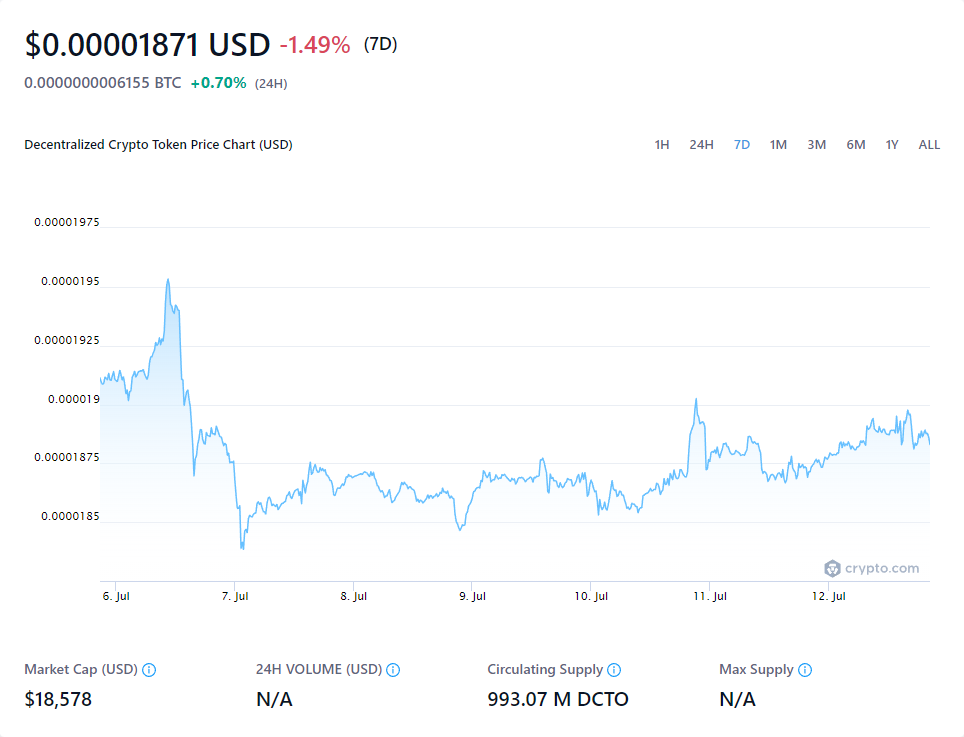 $0.00001871 USD -1.49% (7D)
0.0000000006155 BTC +0.70% (24H)
Decentralized Crypto Token Price Chart (USD)
1H 24H 7D 1M 3M 6M 1Y ALL
0.00001975
0.0000195
0.00001925
0.000019
0.00001875
0.0000185
crypto.com
6. Jul 7. Jul 8. Jul 9. Jul 10. Jul 11. Jul 12. Jul
Market Cap (USD) 24H VOLUME (USD) Circulating Supply Max Supply
$18,578 N/A 993.07 M DCTO N/A